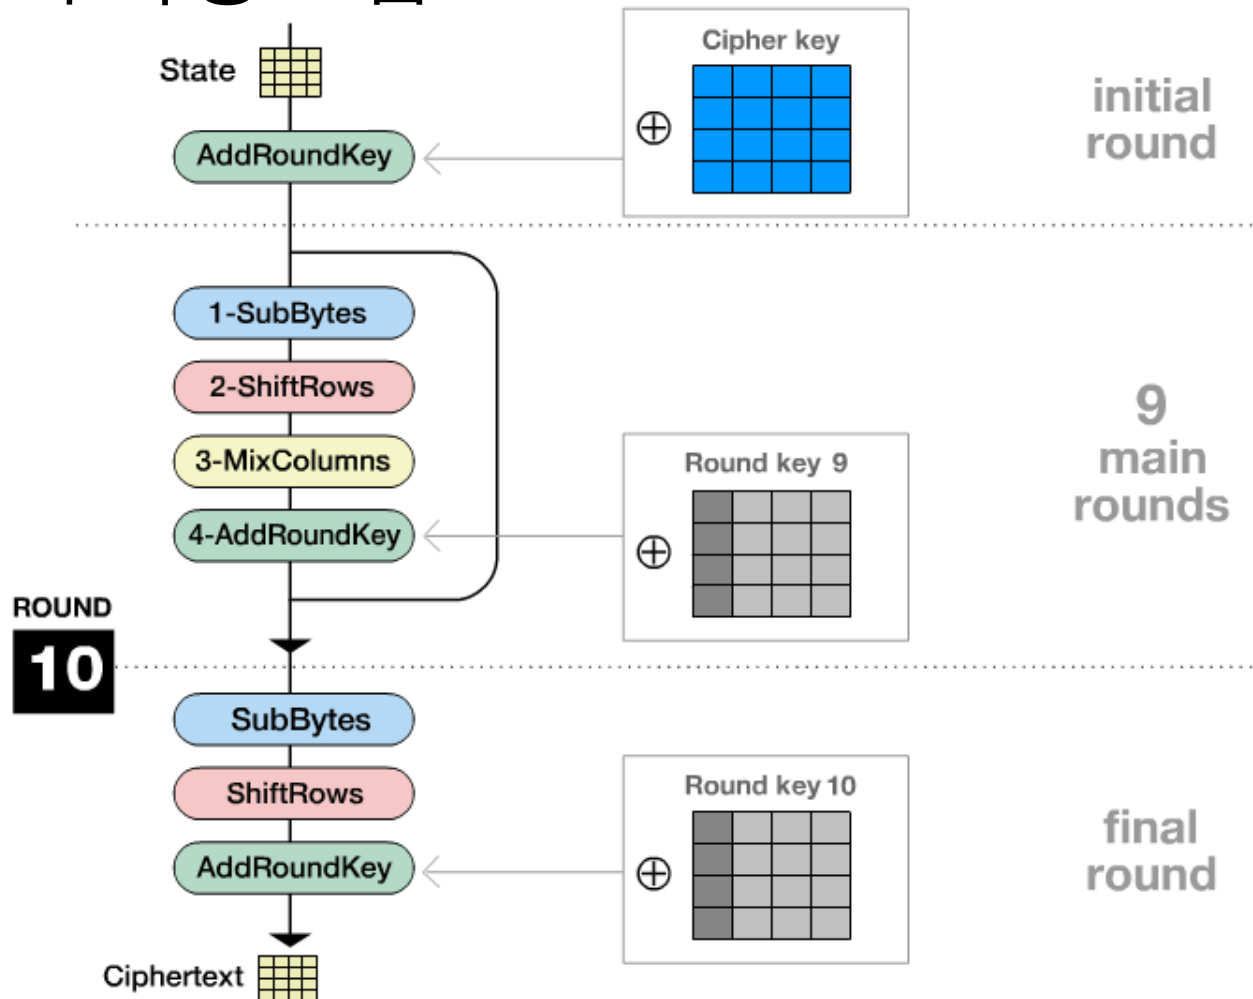 State
Cipher key
AddRoundKey
initial
round
1-SubBytes
2-ShiftRows
3-MixColumns
4-AddRoundKey
Round key 9
9
main
rounds
ROUND
10
SubBytes
ShiftRows
AddRoundKey
Round key 10
final
round
Ciphertext